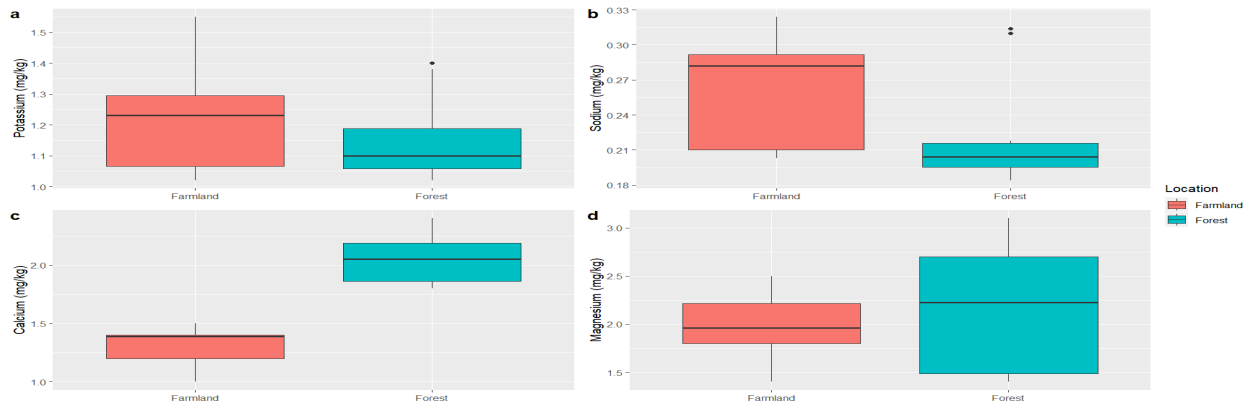 a
Potassium (mg/kg)
1.5
1.4
1.3
1.2
1.1
1.0
Farmland
Forest
b
Sodium (mg/kg)
0.33
0.30
0.27
0.24
0.21
0.18
Farmland
Forest
c
Calcium (mg/kg)
2.0
1.5
1.0
Farmland
Forest
d
Magnesium (mg/kg)
3.0
2.5
2.0
1.5
Farmland
Forest
Location
Farmland
Forest